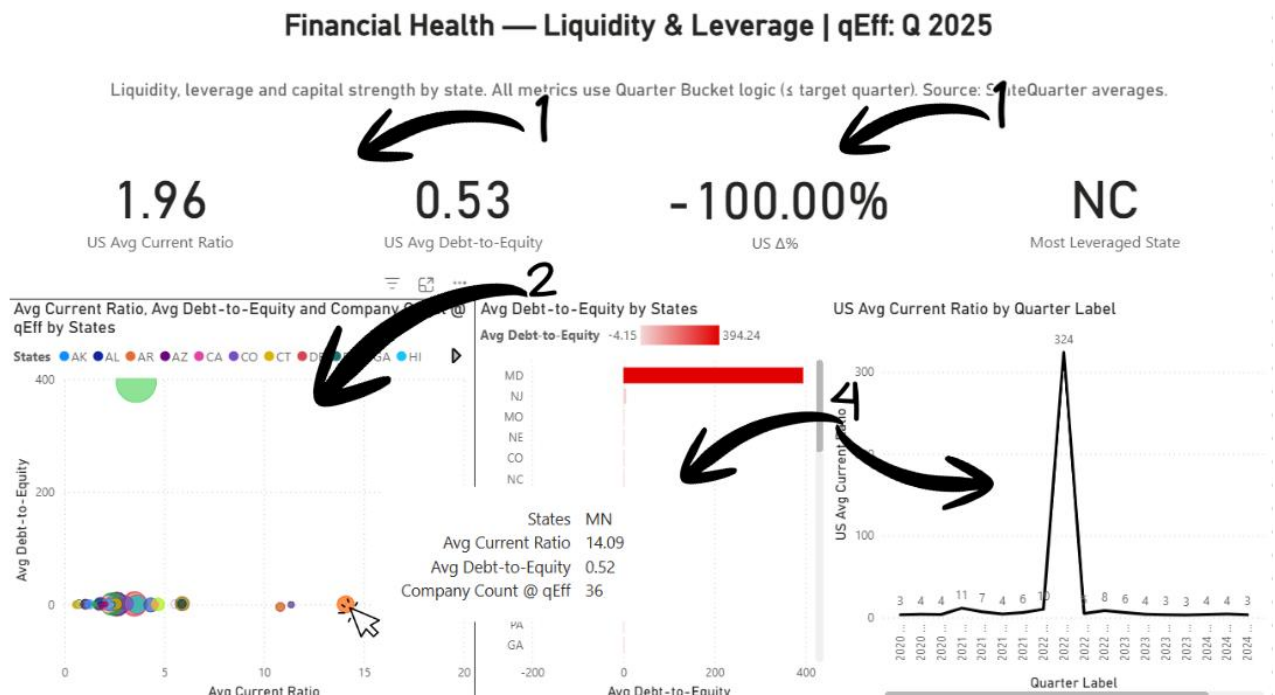 Financial Health — Liquidity & Leverage | qEff: Q 2025
Liquidity, leverage and capital strength by state. All metrics use Quarter Bucket logic (≤ target quarter). Source: averages.
1
1
1.96
0.53
-100.00%
NC
US Avg Current Ratio
US Avg Debt-to-Equity
US Δ%
Most Leveraged State
2
Avg Current Ratio, Avg Debt-to-Equity and Company @
qEff by States
States AK AL AR AZ CA CO CT GA HI
400
200
0
Avg Debt-to-Equity
0
5
10
15
20
Avg Current Ratio
Avg Debt-to-Equity by States
Avg Debt-to-Equity -4.15 394.24
MD
NJ
MO
NE
CO
NC
PA
GA
-200
0
200
400
Avg Debt-to-Equity
States MN
Avg Current Ratio 14.09
Avg Debt-to-Equity 0.52
Company Count @ qEff 36
4
US Avg Current Ratio by Quarter Label
US Avg Current Ratio
300
100
0
3 4 4 11 7 4 6 10 324 8 6 4 3 3 4 4 3
2020 ... 2020 ... 2020 ... 2021 ... 2021 ... 2021 ... 2021 ... 2022 ... 2022 ... 2022 ... 2022 ... 2023 ... 2023 ... 2023 ... 2023 ... 2024 ... 2024 ... 2024 ...
Quarter Label